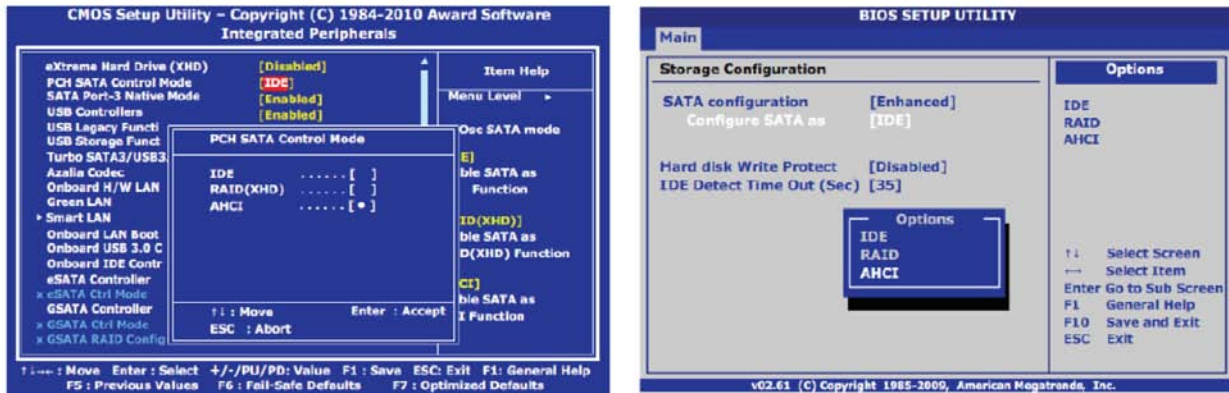 CMOS Setup Utility – Copyright (C) 1984-2010 Award Software
Integrated Peripherals
eXtreme Hard Drive (XHD) [Disabled]
PCH SATA Control Mode [IDE]
SATA Port-3 Native Mode [Enabled]
USB Controllers [Enabled]
USB Legacy Functi
USB Storage Funct
Turbo SATA3/USB3.
Azalia Codec
Onboard H/W LAN
Green LAN
Smart LAN
Onboard LAN Boot
Onboard USB 3.0 C
Onboard IDE Contr
eSATA Controller
x eSATA Ctrl Mode
GSATA Controller
x GSATA Ctrl Mode
x GSATA RAID Config
PCH SATA Control Mode
IDE ......[ ]
RAID(XHD) ......[ ]
AHCI ......[•]
↑↓ : Move Enter : Accept
ESC : Abort
Item Help
Menu Level ►
Osc SATA mode
E]
ble SATA as
Function
ID(XHD)]
ble SATA as
D(XHD) Function
CI]
ble SATA as
I Function
↑↓→← : Move Enter : Select +/-/PU/PD: Value F1 : Save ESC: Exit F1: General Help
F5 : Previous Values F6 : Fail-Safe Defaults F7 : Optimized Defaults
BIOS SETUP UTILITY
Main
Storage Configuration
SATA configuration [Enhanced]
Configure SATA as [IDE]
Hard disk Write Protect [Disabled]
IDE Detect Time Out (Sec) [35]
Options
IDE
RAID
AHCI
Options
IDE
RAID
AHCI
↑↓ Select Screen
←→ Select Item
Enter Go to Sub Screen
F1 General Help
F10 Save and Exit
ESC Exit
v02.61 (C) Copyright 1985-2009, American Megatrends, Inc.